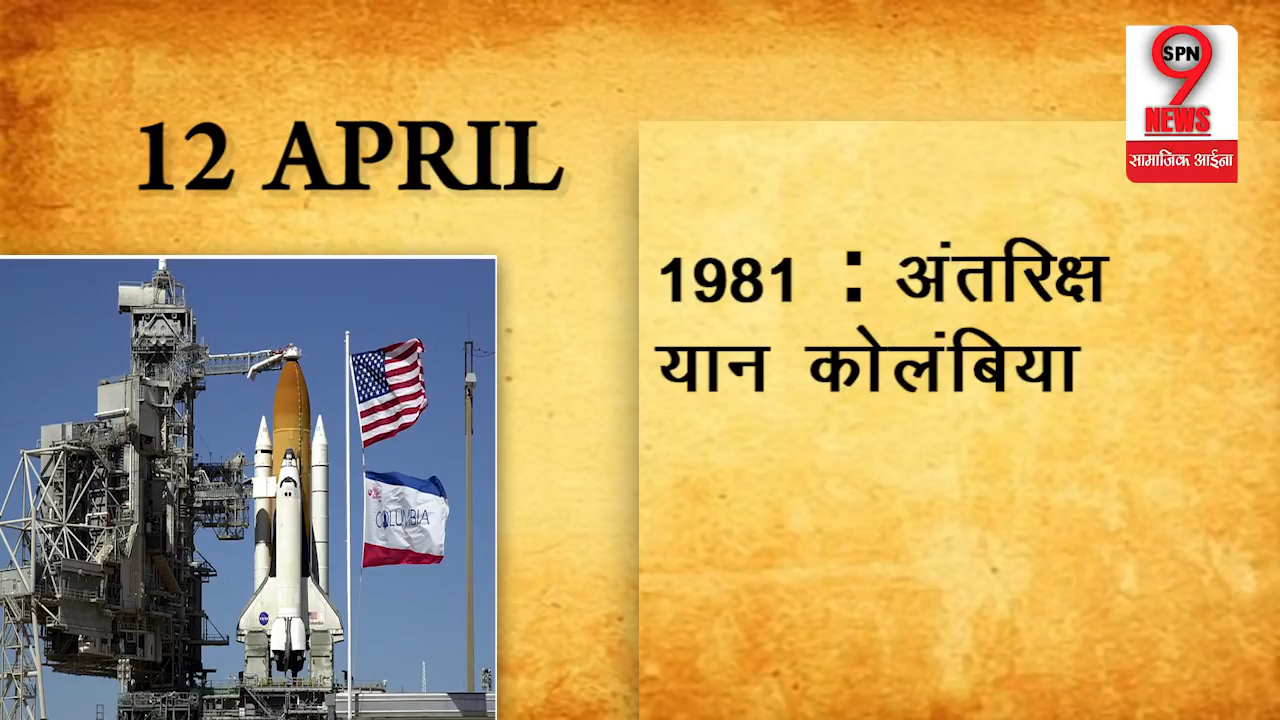 12 APRIL
SPN
9
NEWS
सामाजिक आईना
1981 : अंतरिक्ष
यान कोलंबिया
COLUMBIA